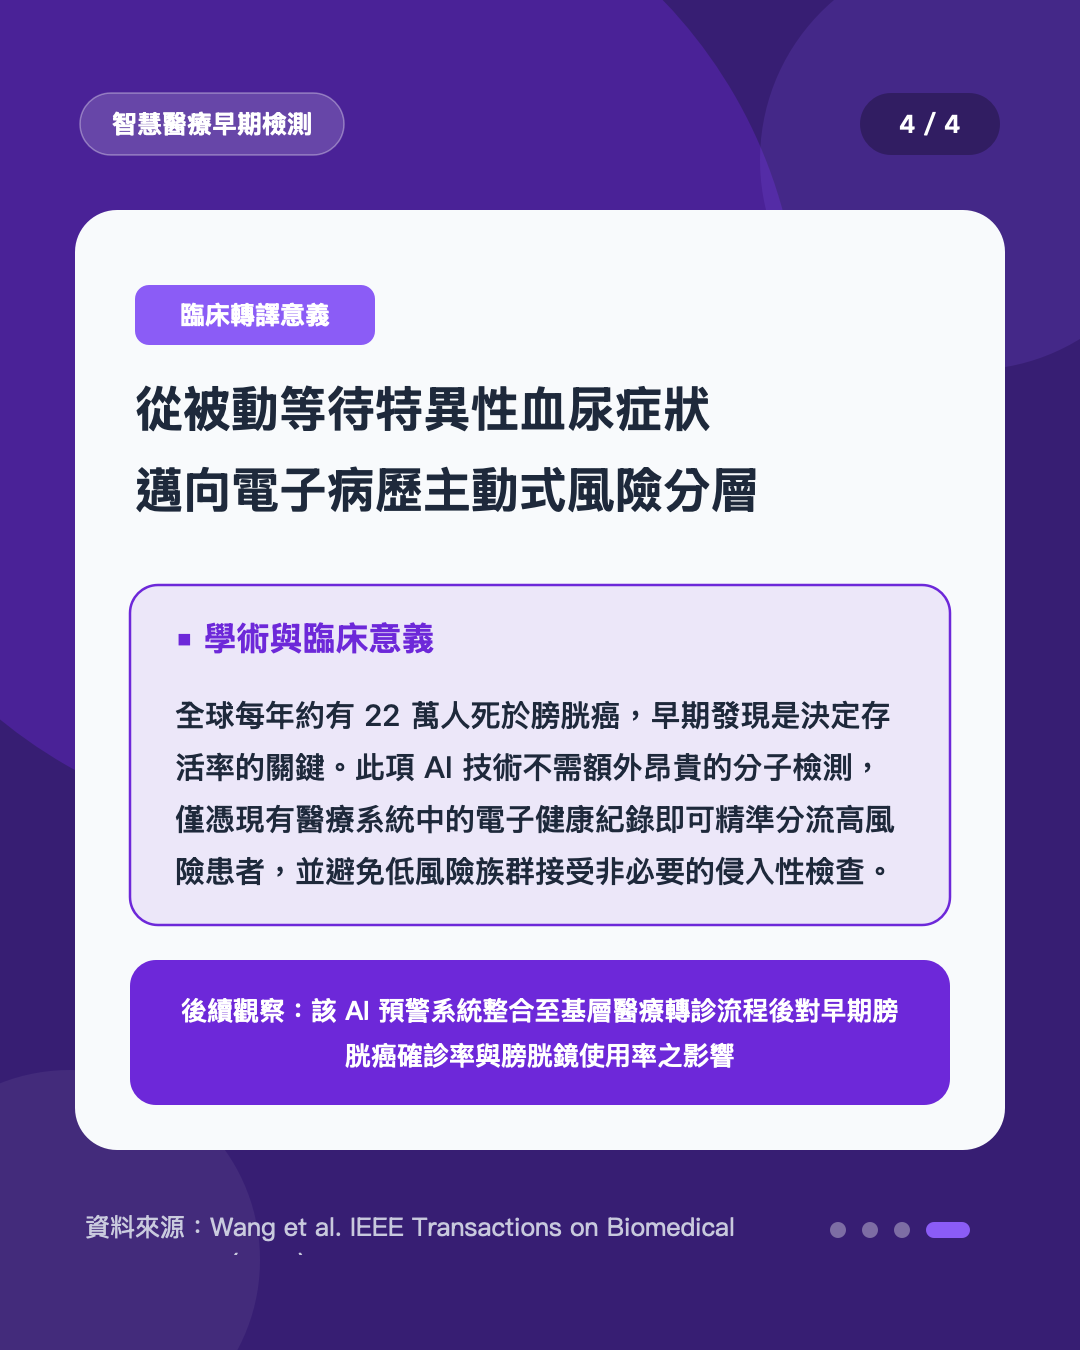 智慧醫療早期檢測
4 / 4
臨床轉譯意義
從被動等待特異性血尿症狀
邁向電子病歷主動式風險分層
▪ 學術與臨床意義
全球每年約有 22 萬人死於膀胱癌，早期發現是決定存
活率的關鍵。此項 AI 技術不需額外昂貴的分子檢測，
僅憑現有醫療系統中的電子健康紀錄即可精準分流高風
險患者，並避免低風險族群接受非必要的侵入性檢查。
後續觀察：該 AI 預警系統整合至基層醫療轉診流程後對早期膀
胱癌確診率與膀胱鏡使用率之影響
資料來源：Wang et al. IEEE Transactions on Biomedical